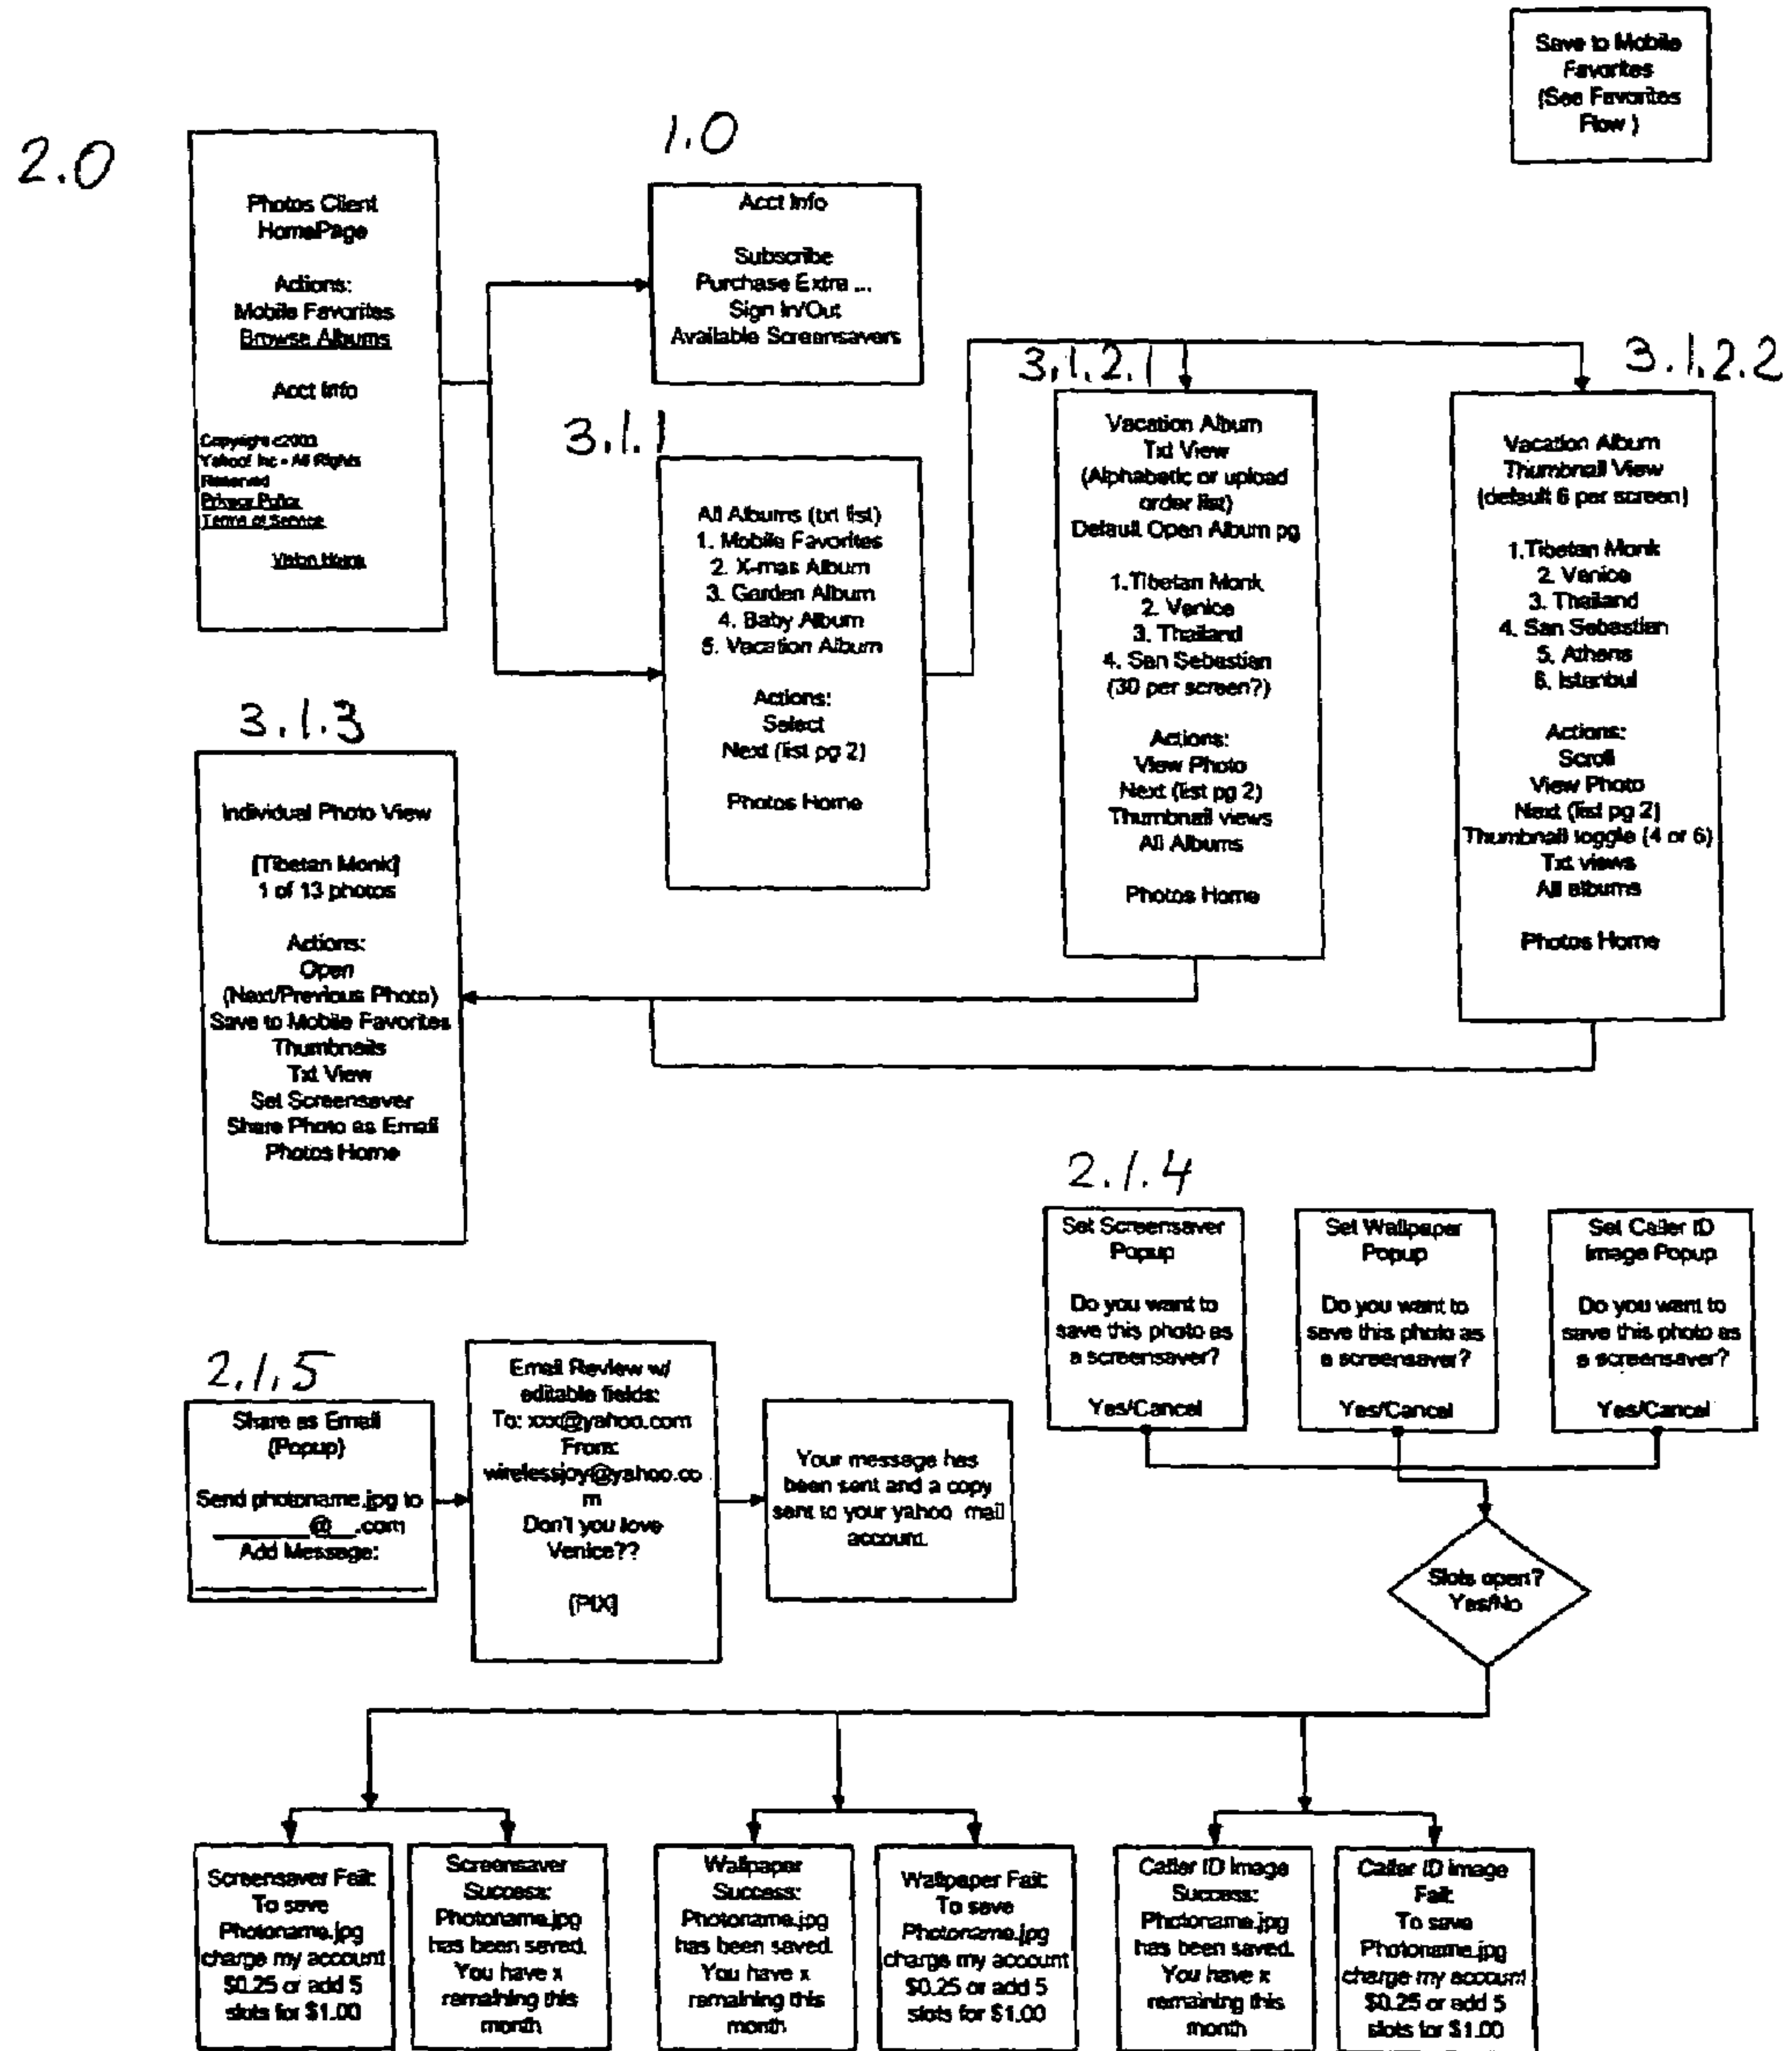 Save to Mobile
Favorites
(See Favorites
Flow )
2.0
Photos Client
HomePage
Actions:
Mobile Favorites
Browse Albums
Acct Info
Copyright c2003
Yahoo! Inc - All Rights
Reserved
Privacy Policy
Terms of Service
Home
1.0
Acct Info
Subscribe
Purchase Extra ...
Sign In/Out
Available Screensavers
3.1.1
All Albums (txt list)
1. Mobile Favorites
2. X-mas Album
3. Garden Album
4. Baby Album
5. Vacation Album
Actions:
Select
Next (list pg 2)
Photos Home
3.1.2.1
Vacation Album
Txt View
(Alphabetic or upload
order list)
Default Open Album pg
1.Tibetan Monk
2. Venice
3. Thailand
4. San Sebastian
(30 per screen?)
Actions:
View Photo
Next (list pg 2)
Thumbnail views
All Albums
Photos Home
3.1.2.2
Vacation Album
Thumbnail View
(default 6 per screen)
1.Tibetan Monk
2. Venice
3. Thailand
4. San Sebastian
5. Athens
6. Istanbul
Actions:
Scroll
View Photo
Next (list pg 2)
Thumbnail toggle (4 or 6)
Txt views
All albums
Photos Home
3.1.3
Individual Photo View
[Tibetan Monk]
1 of 13 photos
Actions:
Open
(Next/Previous Photo)
Save to Mobile Favorites
Thumbnails
Txt View
Set Screensaver
Share Photo as Email
Photos Home
2.1.4
Set Screensaver
Popup
Do you want to
save this photo as
a screensaver?
Yes/Cancel
Set Wallpaper
Popup
Do you want to
save this photo as
a screensaver?
Yes/Cancel
Set Caller ID
Image Popup
Do you want to
save this photo as
a screensaver?
Yes/Cancel
2.1.5
Share as Email
(Popup)
Send photoname.jpg to
_______@___.com
Add Message:
Email Review w/
editable fields:
To: xxx@yahoo.com
From:
wirelessjoy@yahoo.co
m
Don't you love
Venice??
[PIX]
Your message has
been sent and a copy
sent to your yahoo mail
account.
Slots open?
Yes/No
Screensaver Fail:
To save
Photoname.jpg
charge my account
$0.25 or add 5
slots for $1.00
Screensaver
Success:
Photoname.jpg
has been saved.
You have x
remaining this
month
Wallpaper
Success:
Photoname.jpg
has been saved.
You have x
remaining this
month
Wallpaper Fail:
To save
Photoname.jpg
charge my account
$0.25 or add 5
slots for $1.00
Caller ID Image
Success:
Photoname.jpg
has been saved.
You have x
remaining this
month
Caller ID Image
Fail:
To save
Photoname.jpg
charge my account
$0.25 or add 5
slots for $1.00